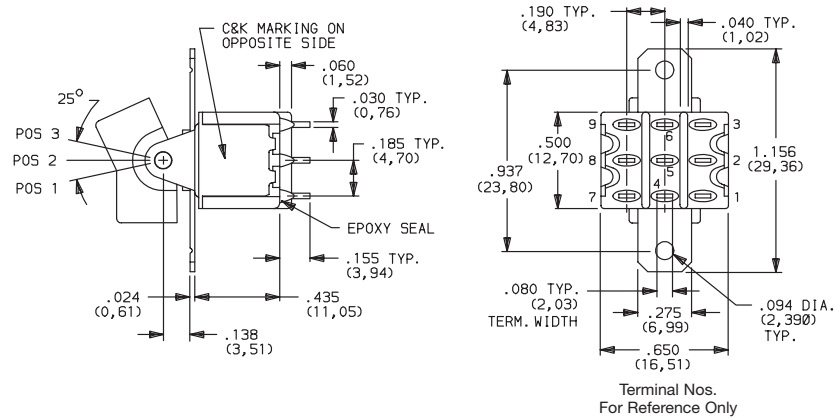 C&K MARKING ON
OPPOSITE SIDE
.060
(1,52)
.030 TYP.
(0,76)
25°
POS 3
POS 2
POS 1
.185 TYP.
(4,70)
EPOXY SEAL
.155 TYP.
(3,94)
.024
(0,61)
.435
(11,05)
.138
(3,51)
.190 TYP.
(4,83)
.040 TYP.
(1,02)
9
6
3
.500
(12,70)
8
5
2
1.156
(29,36)
.937
(23,80)
7
4
1
.080 TYP.
(2,03)
TERM. WIDTH
.275
(6,99)
.094 DIA.
(2,390)
TYP.
.650
(16,51)
Terminal Nos.
For Reference Only